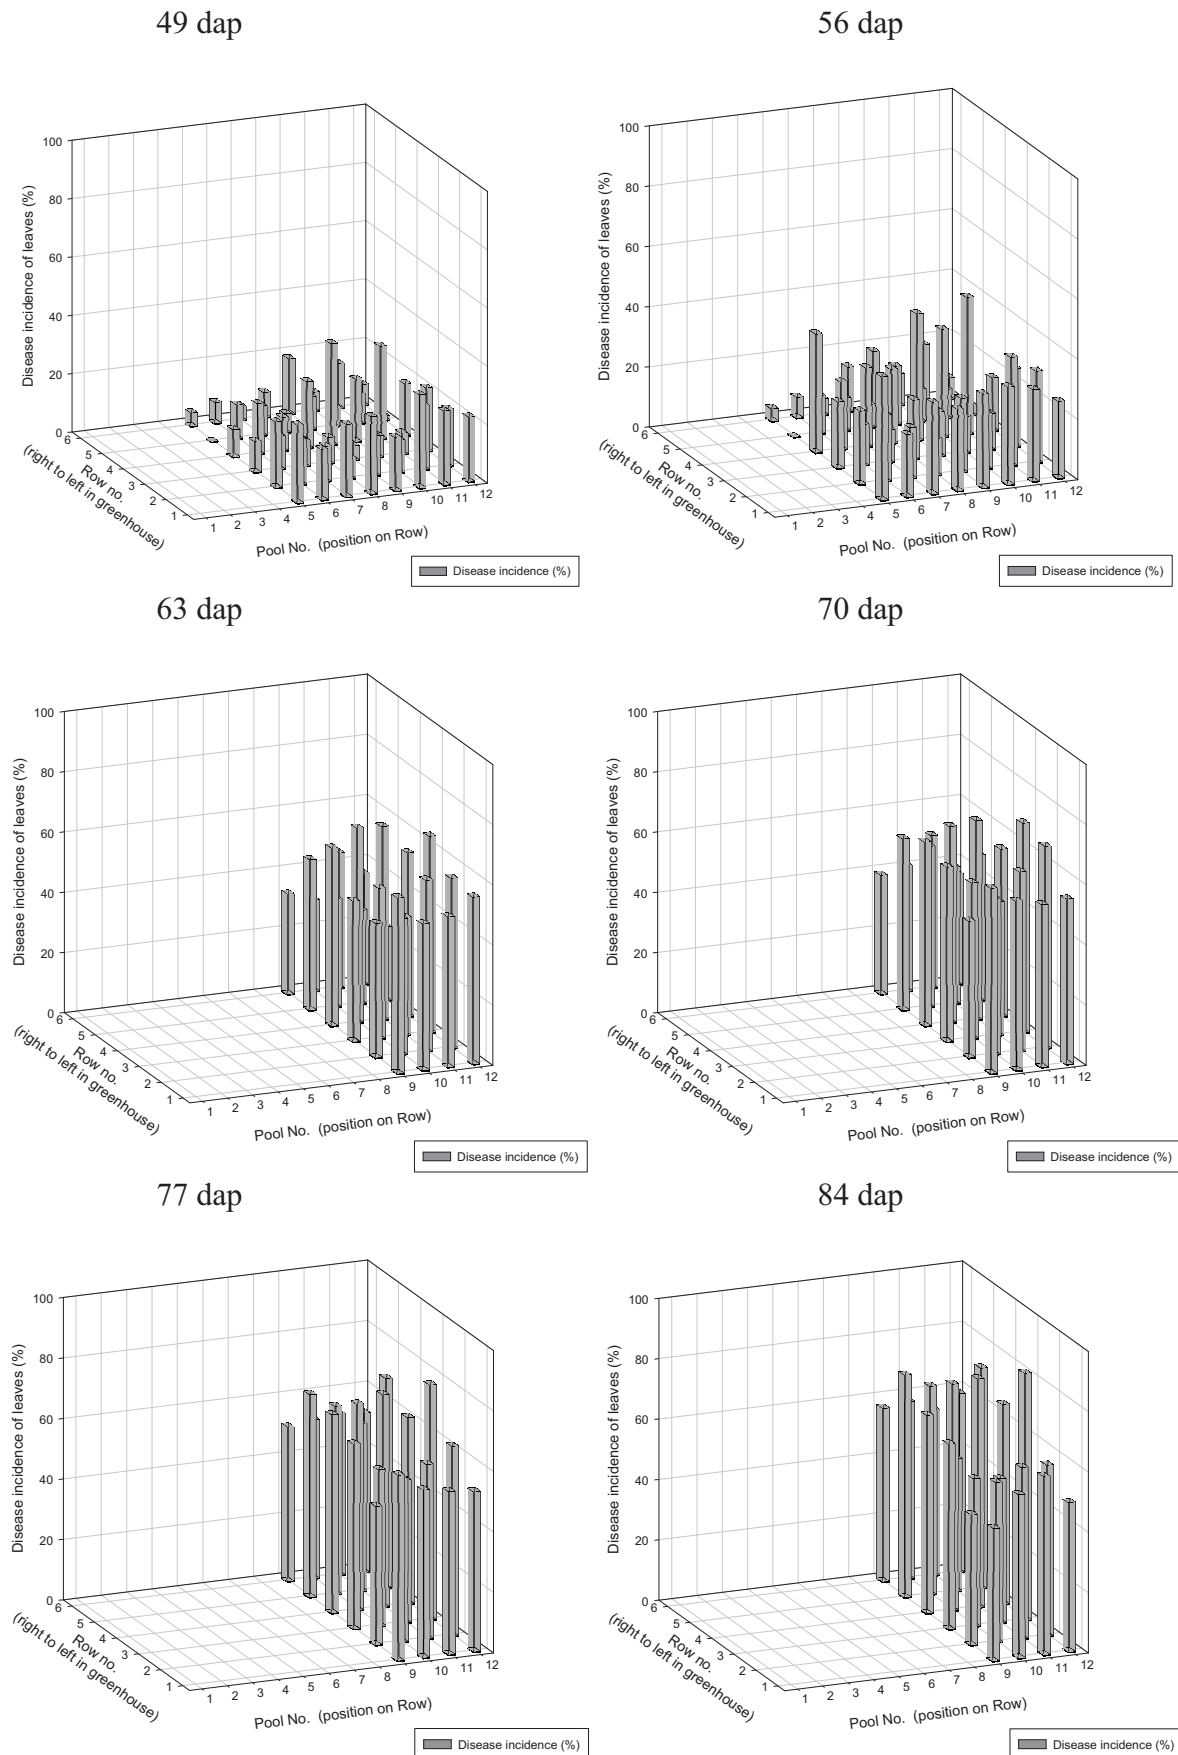 49 dap
56 dap
100
80
60
40
20
0
Disease incidence of leaves (%)
6
5
4
3
2
1
Row no.
(right to left in greenhouse)
1 2 3 4 5 6 7 8 9 10 11 12
Pool No. (position on Row)
Disease incidence (%)
100
80
60
40
20
0
Disease incidence of leaves (%)
6
5
4
3
2
1
Row no.
(right to left in greenhouse)
1 2 3 4 5 6 7 8 9 10 11 12
Pool No. (position on Row)
Disease incidence (%)
63 dap
70 dap
100
80
60
40
20
0
Disease incidence of leaves (%)
6
5
4
3
2
1
Row no.
(right to left in greenhouse)
1 2 3 4 5 6 7 8 9 10 11 12
Pool No. (position on Row)
Disease incidence (%)
100
80
60
40
20
0
Disease incidence of leaves (%)
6
5
4
3
2
1
Row no.
(right to left in greenhouse)
1 2 3 4 5 6 7 8 9 10 11 12
Pool No. (position on Row)
Disease incidence (%)
77 dap
84 dap
100
80
60
40
20
0
Disease incidence of leaves (%)
6
5
4
3
2
1
Row no.
(right to left in greenhouse)
1 2 3 4 5 6 7 8 9 10 11 12
Pool No. (position on Row)
Disease incidence (%)
100
80
60
40
20
0
Disease incidence of leaves (%)
6
5
4
3
2
1
Row no.
(right to left in greenhouse)
1 2 3 4 5 6 7 8 9 10 11 12
Pool No. (position on Row)
Disease incidence (%)